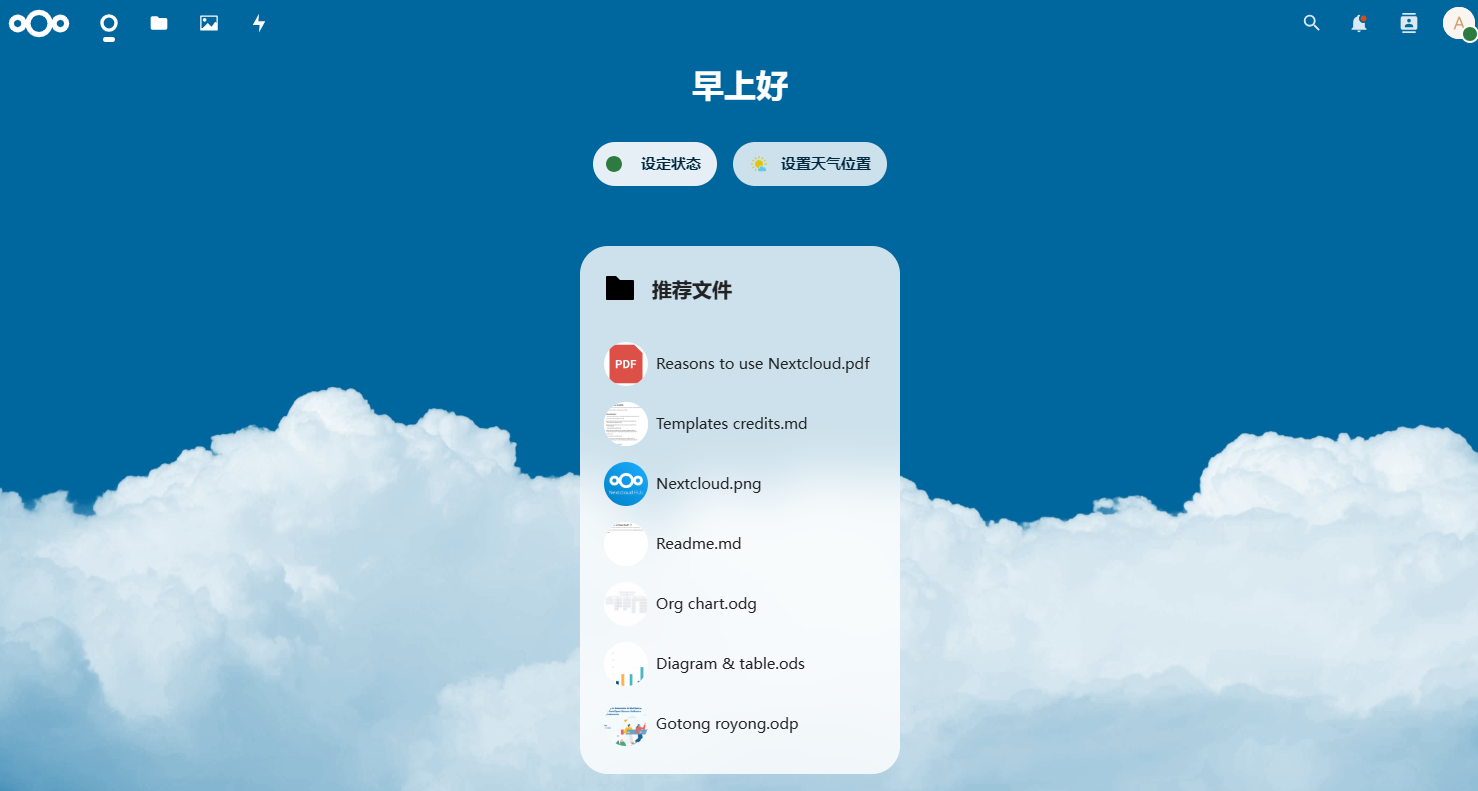 A
早上好
设定状态
设置天气位置
推荐文件
PDF
Reasons to use Nextcloud.pdf
Templates credits.md
Nextcloud.png
Readme.md
Org chart.odg
Diagram & table.ods
Gotong royong.odp